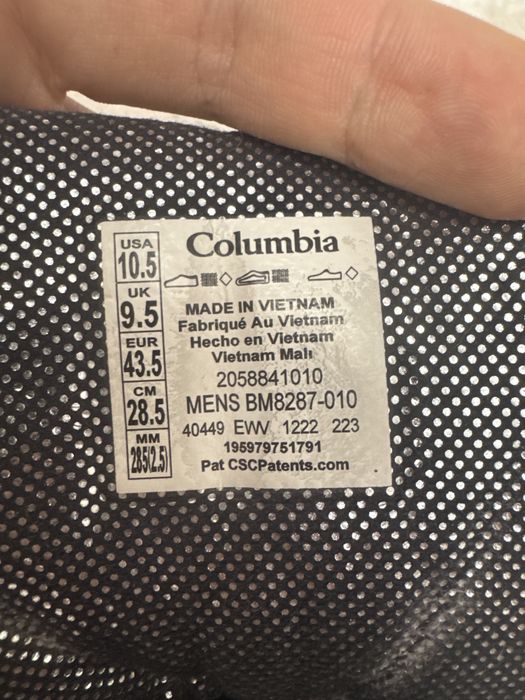 USA
10.5
UK
9.5
EUR
43.5
CM
28.5
MM
285(2.5)
Columbia
MADE IN VIETNAM
Fabriqué Au Vietnam
Hecho en Vietnam
Vietnam Malı
2058841010
MENS BM8287-010
40449 EWV 1222 223
195979751791
Pat CSCPatents.com